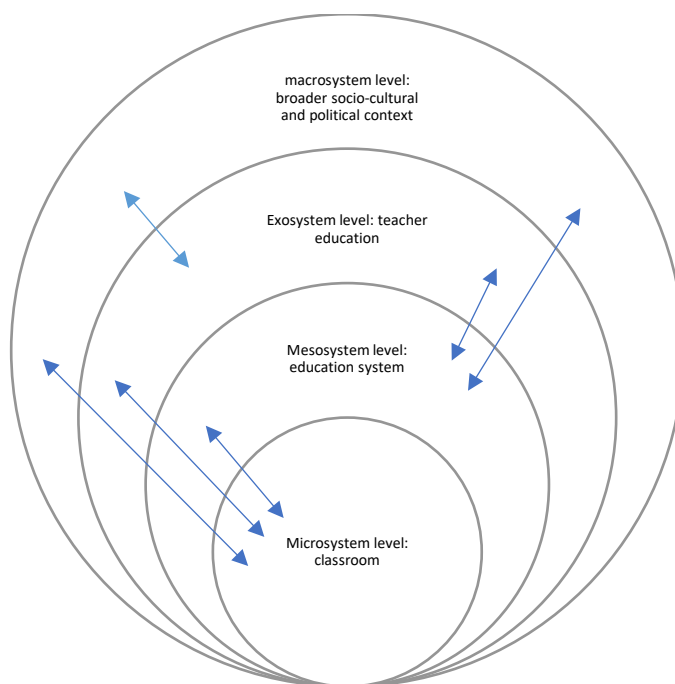 macrosystem level:
broader socio-cultural
and political context
Exosystem level: teacher
education
Mesosystem level:
education system
Microsystem level:
classroom